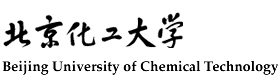 北京化工大学
Beijing University of Chemical Technology